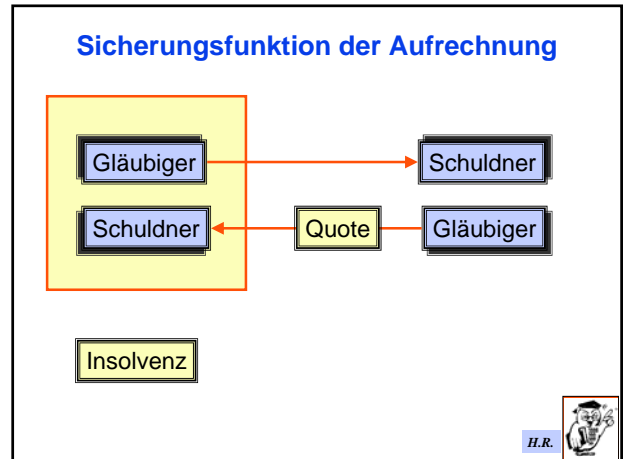 Sicherungsfunktion der Aufrechnung
Gläubiger Schuldner
Schuldner Quote Gläubiger
Insolvenz
H.R.